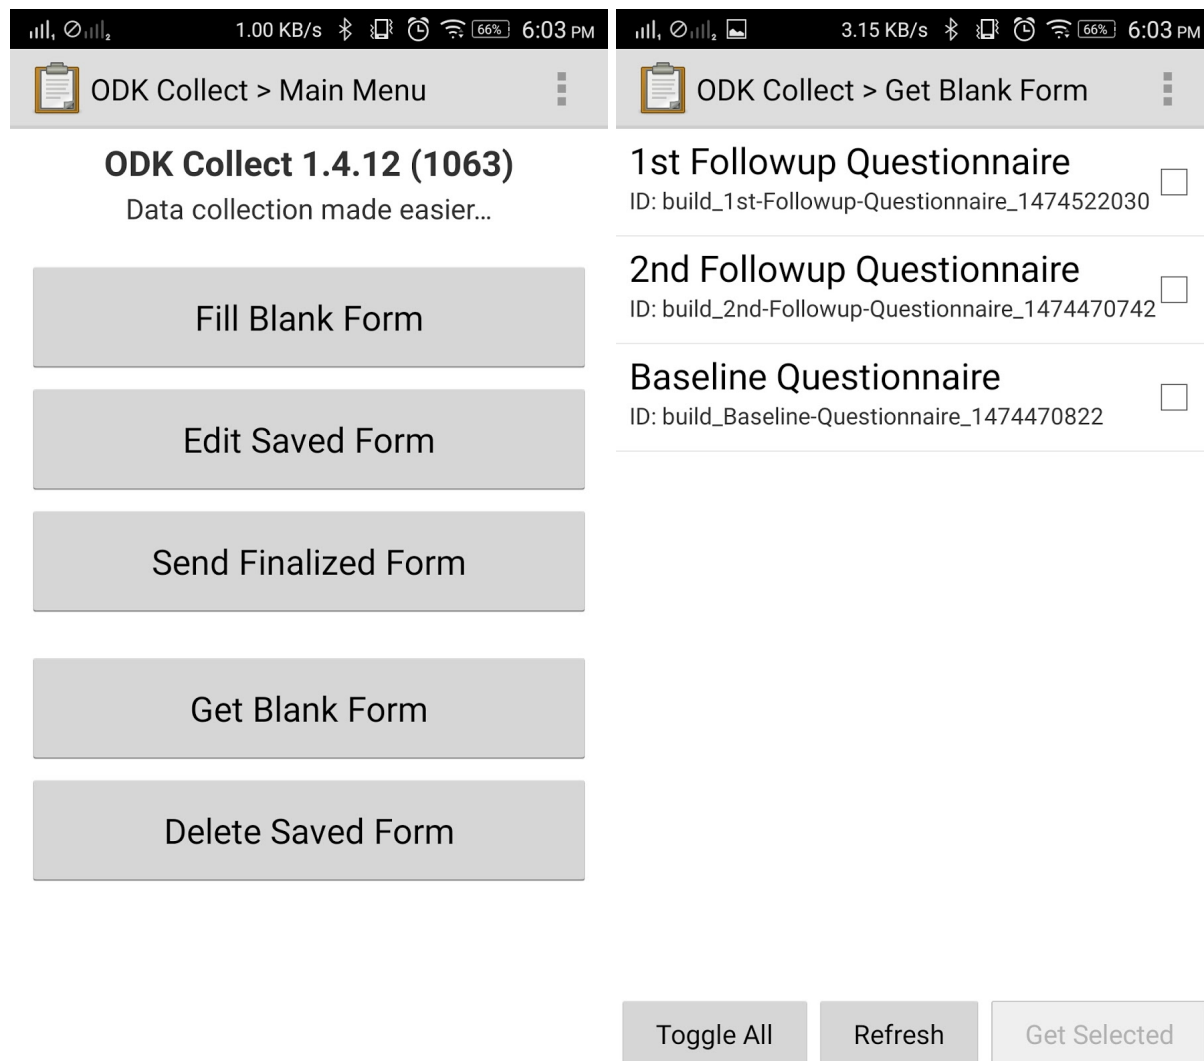 1.00 KB/s 66% 6:03 PM
ODK Collect > Main Menu
ODK Collect 1.4.12 (1063)
Data collection made easier...
Fill Blank Form
Edit Saved Form
Send Finalized Form
Get Blank Form
Delete Saved Form
3.15 KB/s 66% 6:03 PM
ODK Collect > Get Blank Form
1st Followup Questionnaire
ID: build_1st-Followup-Questionnaire_1474522030
2nd Followup Questionnaire
ID: build_2nd-Followup-Questionnaire_1474470742
Baseline Questionnaire
ID: build_Baseline-Questionnaire_1474470822
Toggle All Refresh Get Selected